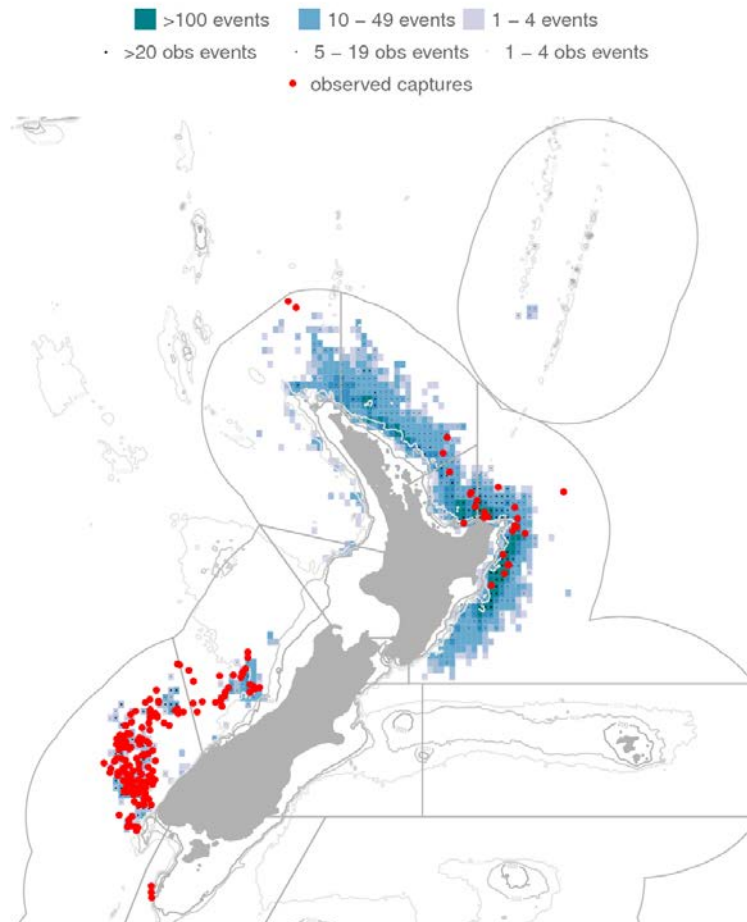 >100 events 10 – 49 events 1 – 4 events
>20 obs events 5 – 19 obs events 1 – 4 obs events
observed captures